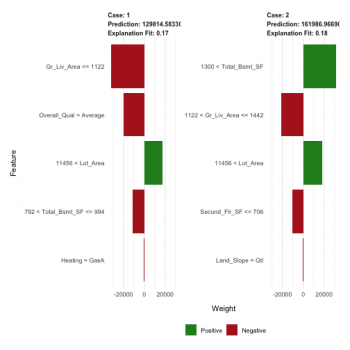 Case: 1
Prediction: 129814.5833
Explanation Fit: 0.17
Case: 2
Prediction: 161986.9669
Explanation Fit: 0.18
Feature
Gr_Liv_Area <= 1122
Overall_Qual = Average
11456 < Lot_Area
792 < Total_Bsmt_SF <= 994
Heating = GasA
1300 < Total_Bsmt_SF
1122 < Gr_Liv_Area <= 1442
11456 < Lot_Area
Second_Flr_SF <= 706
Land_Slope = Gtl
-20000 0 20000
-20000 0 20000
Weight
Positive Negative